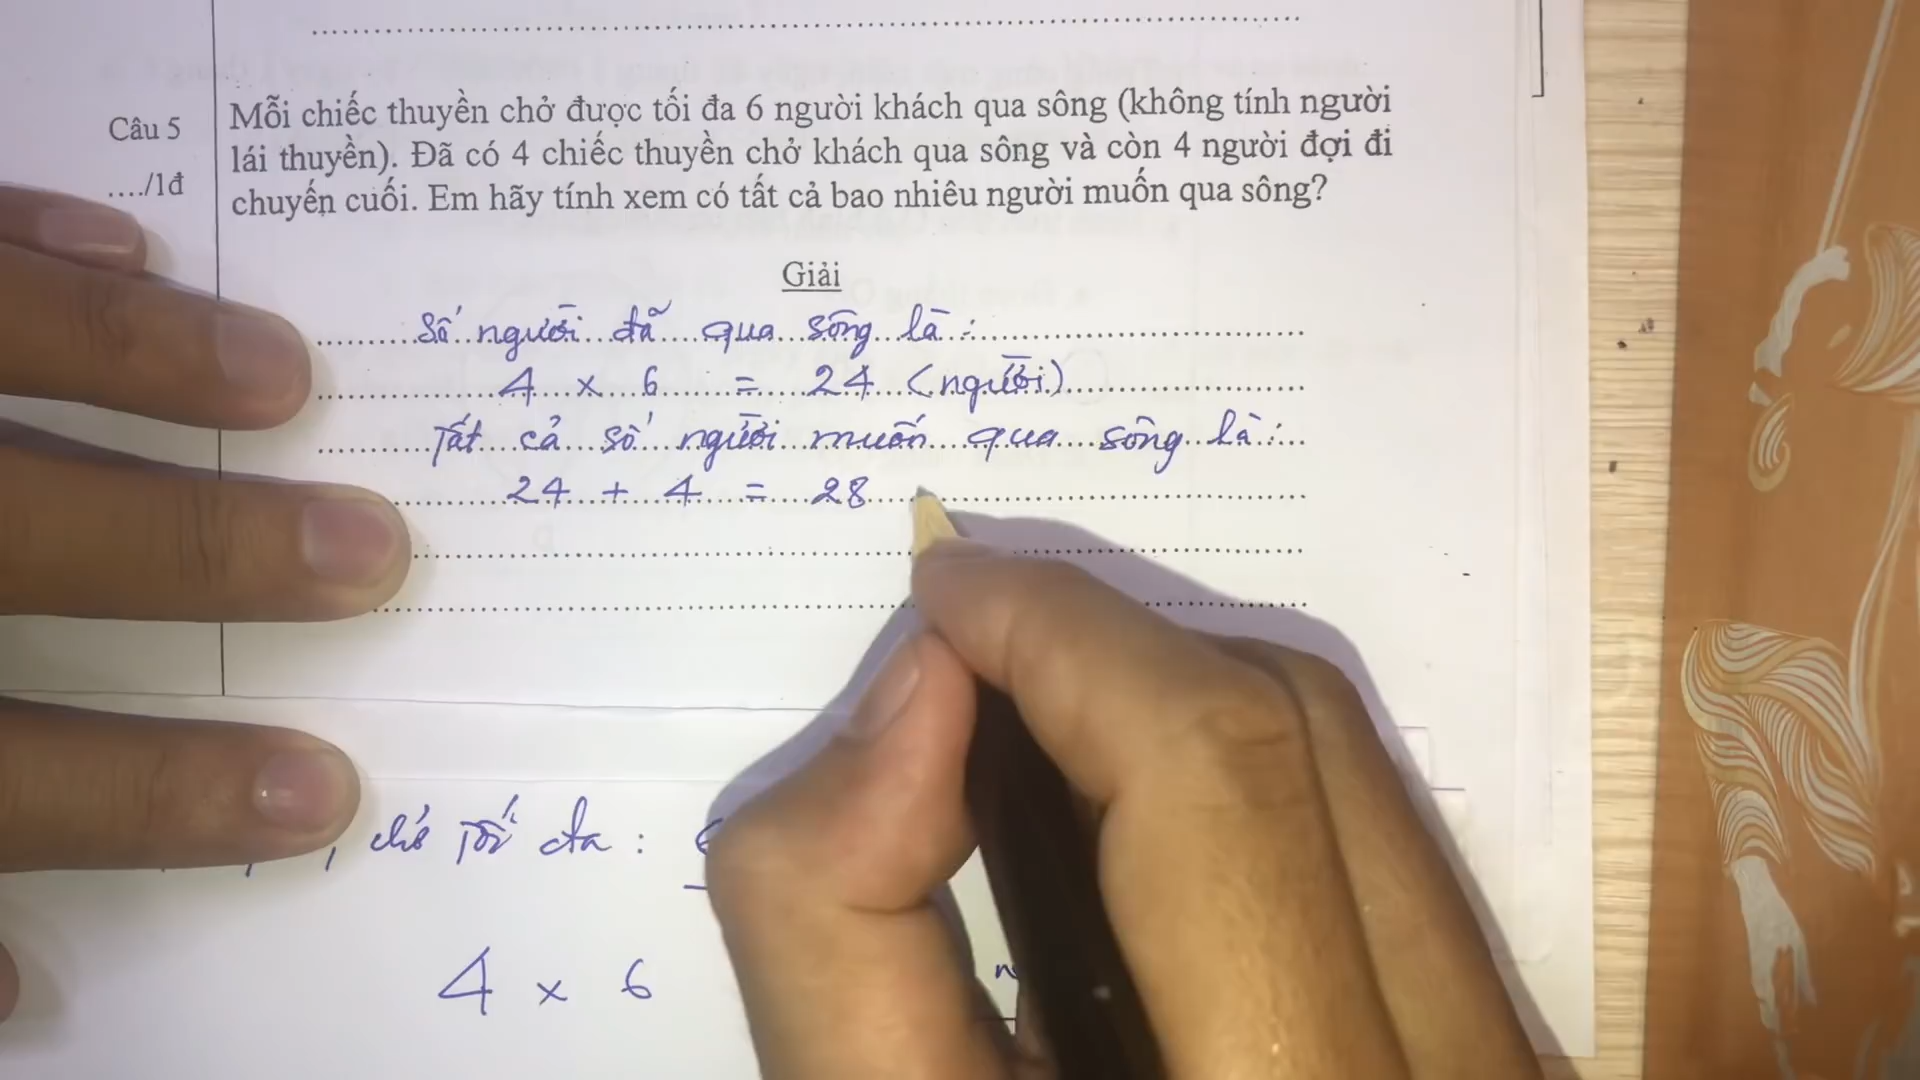 Câu 5
..../1đ
Mỗi chiếc thuyền chở được tối đa 6 người khách qua sông (không tính người
lái thuyền). Đã có 4 chiếc thuyền chở khách qua sông và còn 4 người đợi đi
chuyến cuối. Em hãy tính xem có tất cả bao nhiêu người muốn qua sông?
Giải
Số người đã qua sông là:
4 x 6 = 24 (người)
Tất cả số người muốn qua sông là:
24 + 4 = 28
chở tối đa :
4 x 6